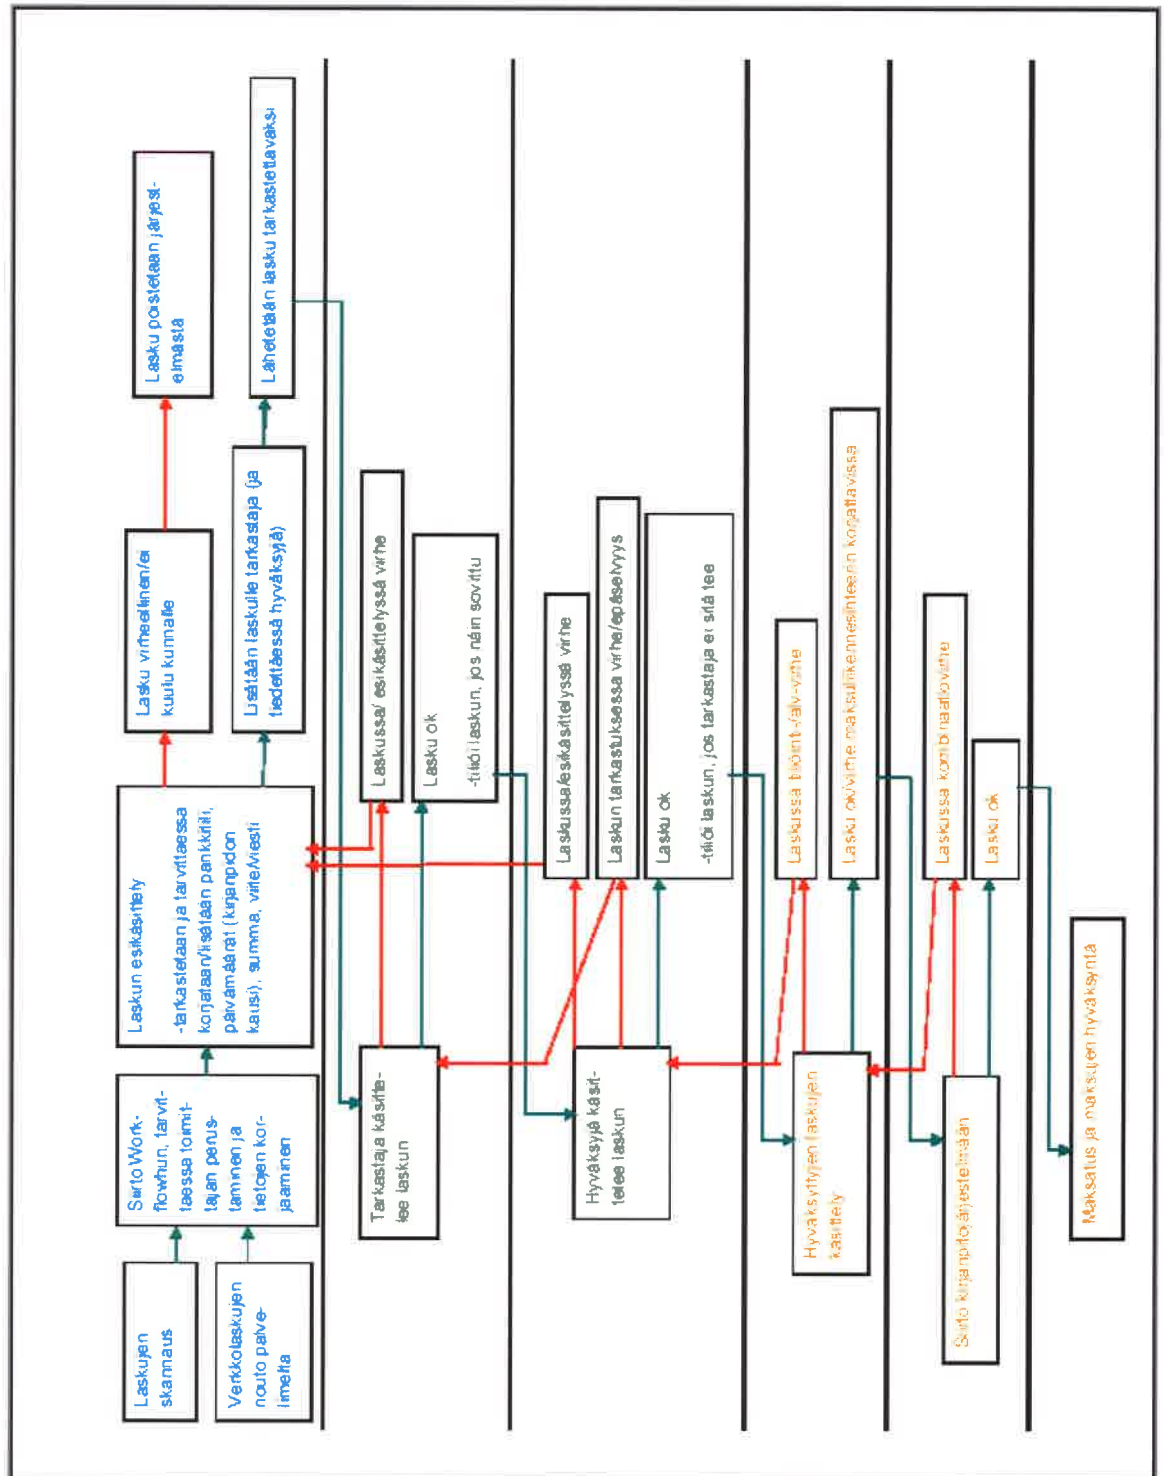 Laskujen
skannaus
Verkkolaskujen
nouto palve-
limelta
Siirto Work-
flowhun, tarvit-
taessa toimit-
tajan perus-
taminen ja
tietojen kor-
jaaminen
Laskun esikäsittely
-tarkastetaan ja tarvittaessa
korjataan/lisätään pankkitili,
päivämäärät (kirjanpidon
kausi), summa, viite/viesti
Lasku virheellinen/ei
kuulu kunnalle
Lasku poistetaan järjest-
elmästä
Lisätään laskulle tarkastaja (ja
tiedettäessä hyväksyjä)
Lähetetään lasku tarkastettavaksi
Tarkastaja käsitte-
lee laskun
Laskussa/ esikäsittelyssä virhe
Lasku ok
-tiliöi laskun, jos näin sovittu
Hyväksyjä käsit-
telee laskun
Laskussa/esikäsittelyssä virhe
Laskun tarkastuksessa virhe/epäselvyys
Lasku ok
-tiliöi laskun, jos tarkastaja ei sitä tee
Hyväksyttyjen laskujen
käsittely
Laskussa tiliöinti-/alv-virhe
Lasku ok/virhe maksuliikennesihteerin korjattavissa
Siirto kirjanpitojärjestelmään
Laskussa kombinaatiovirhe
Lasku ok
Maksatus ja maksujen hyväksyntä